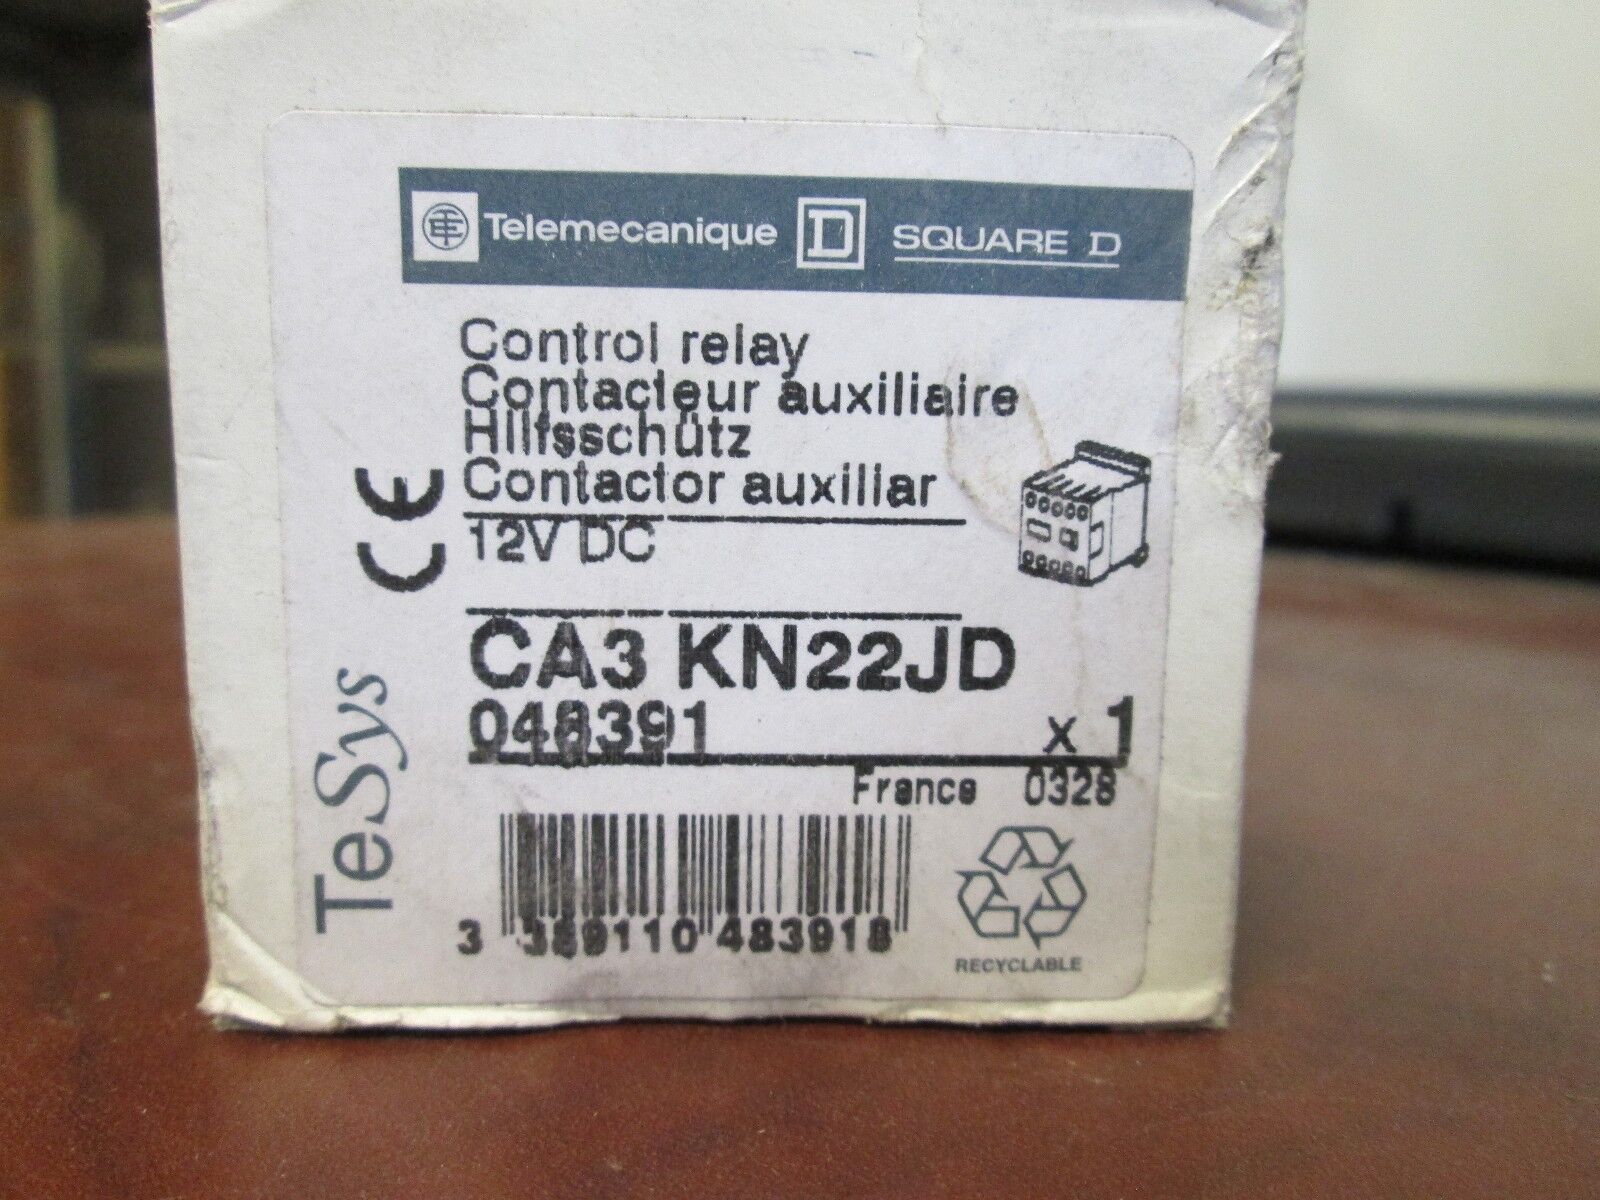 Telemecanique D SQUARE D
Control relay
Contacteur auxiliaire
Hilfsschütz
Contactor auxiliar
CE
12V DC
CA3 KN22JD
048391 x 1
France 0328
TeSys
3 389110 483918
RECYCLABLE